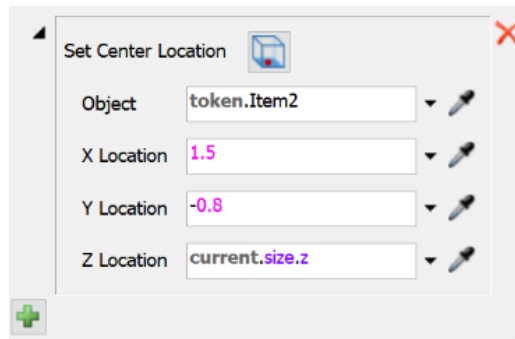 Set Center Location
Object token.Item2
X Location 1.5
Y Location -0.8
Z Location current.size.z